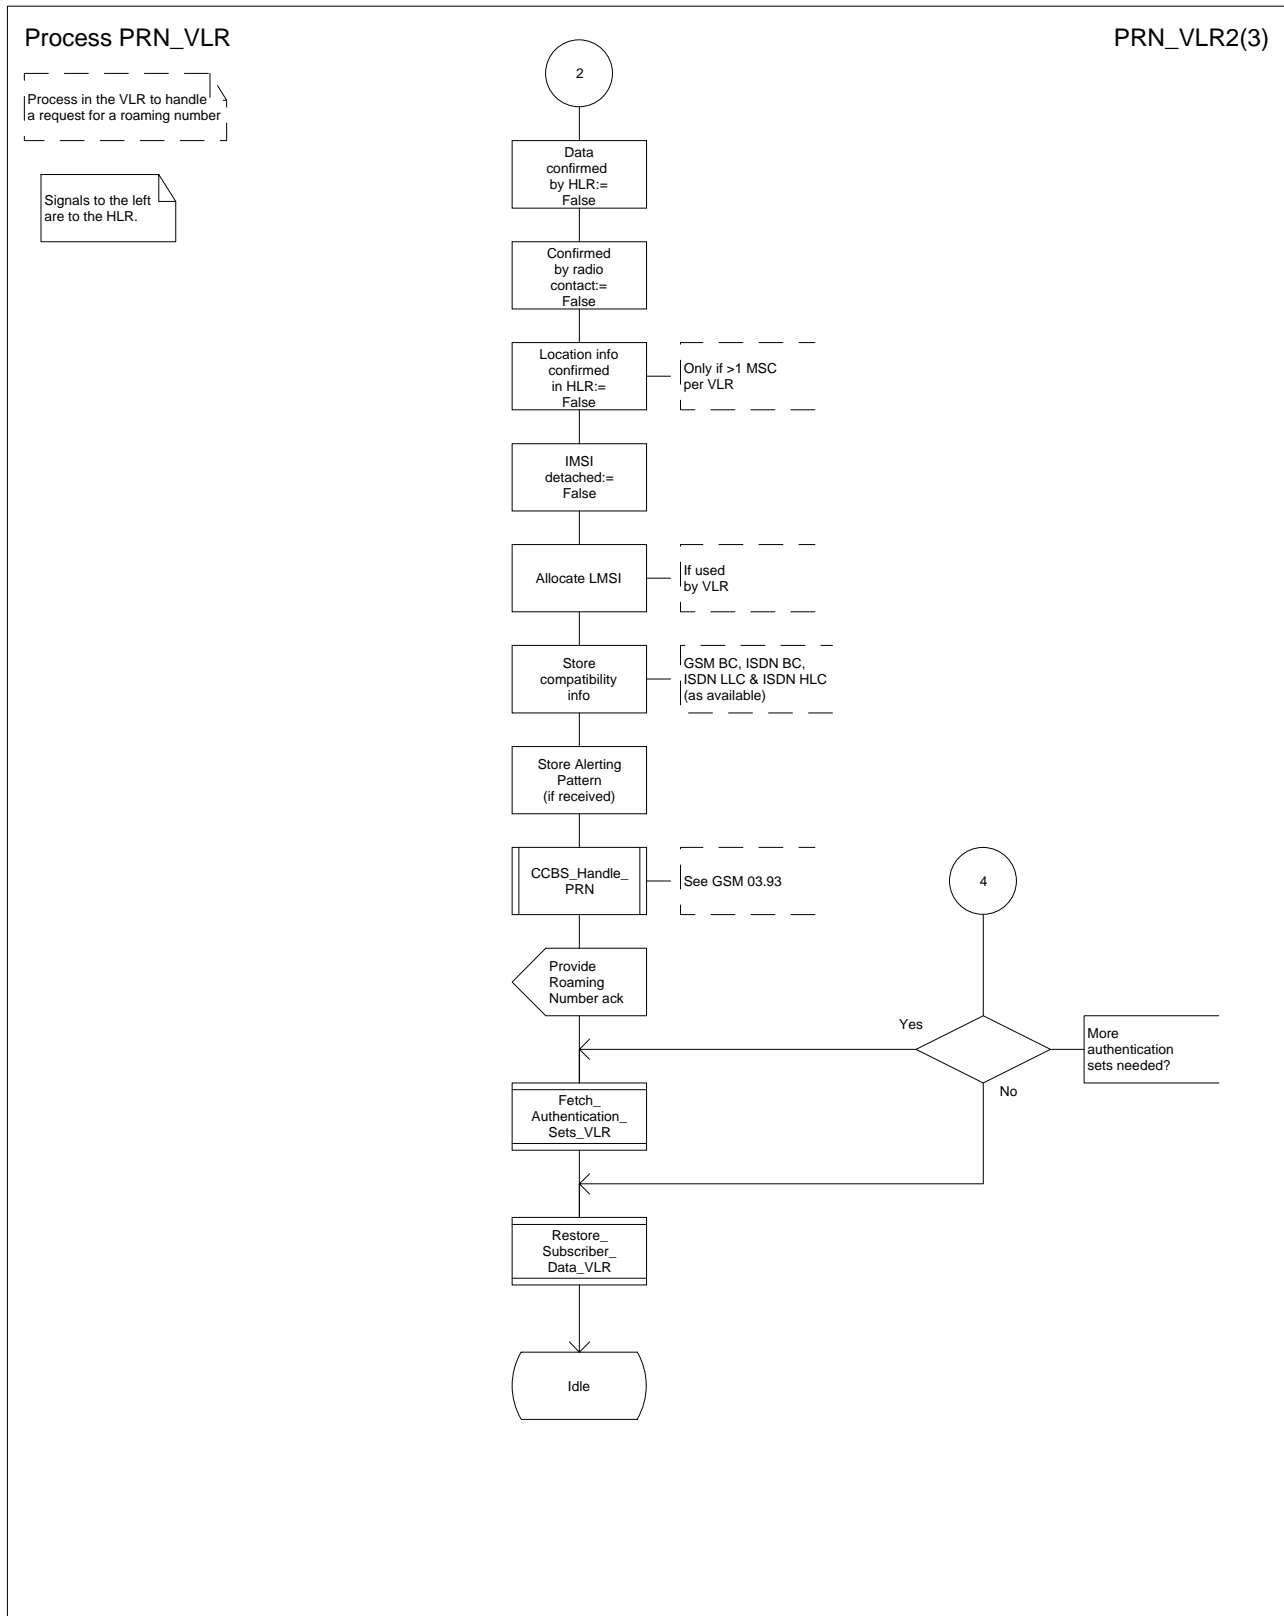 Process PRN_VLR
PRN_VLR2(3)
Process in the VLR to handle
a request for a roaming number
Signals to the left
are to the HLR.
2
Data
confirmed
by HLR:=
False
Confirmed
by radio
contact:=
False
Location info
confirmed
in HLR:=
False
Only if >1 MSC
per VLR
IMSI
detached:=
False
Allocate LMSI
If used
by VLR
Store
compatibility
info
GSM BC, ISDN BC,
ISDN LLC & ISDN HLC
(as available)
Store Alerting
Pattern
(if received)
CCBS_Handle_
PRN
See GSM 03.93
4
Provide
Roaming
Number ack
Yes
More
authentication
sets needed?
No
Fetch_
Authentication_
Sets_VLR
Restore_
Subscriber_
Data_VLR
Idle